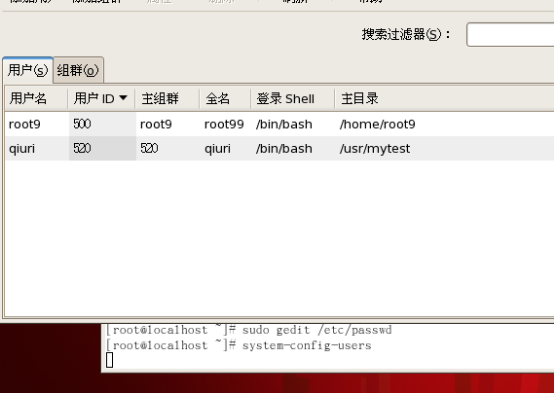 搜索过滤器(S)：
用户(s) 组群(o)
用户名 用户 ID 主组群 全名 登录 Shell 主目录
root9 500 root9 root99 /bin/bash /home/root9
qiuri 520 520 qiuri /bin/bash /usr/mytest
[root@localhost ~]# sudo gedit /etc/passwd
[root@localhost ~]# system-config-users